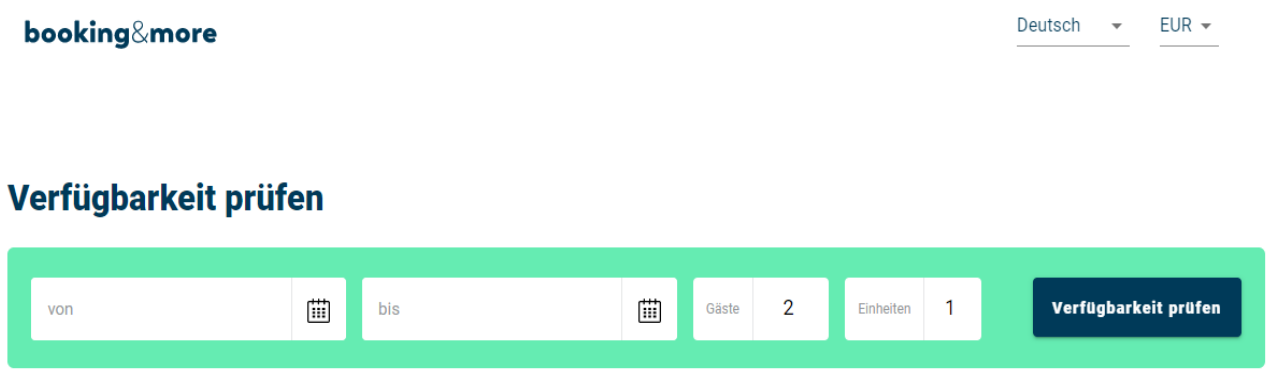 booking&more
Deutsch EUR
Verfügbarkeit prüfen
von bis Gäste 2 Einheiten 1 Verfügbarkeit prüfen